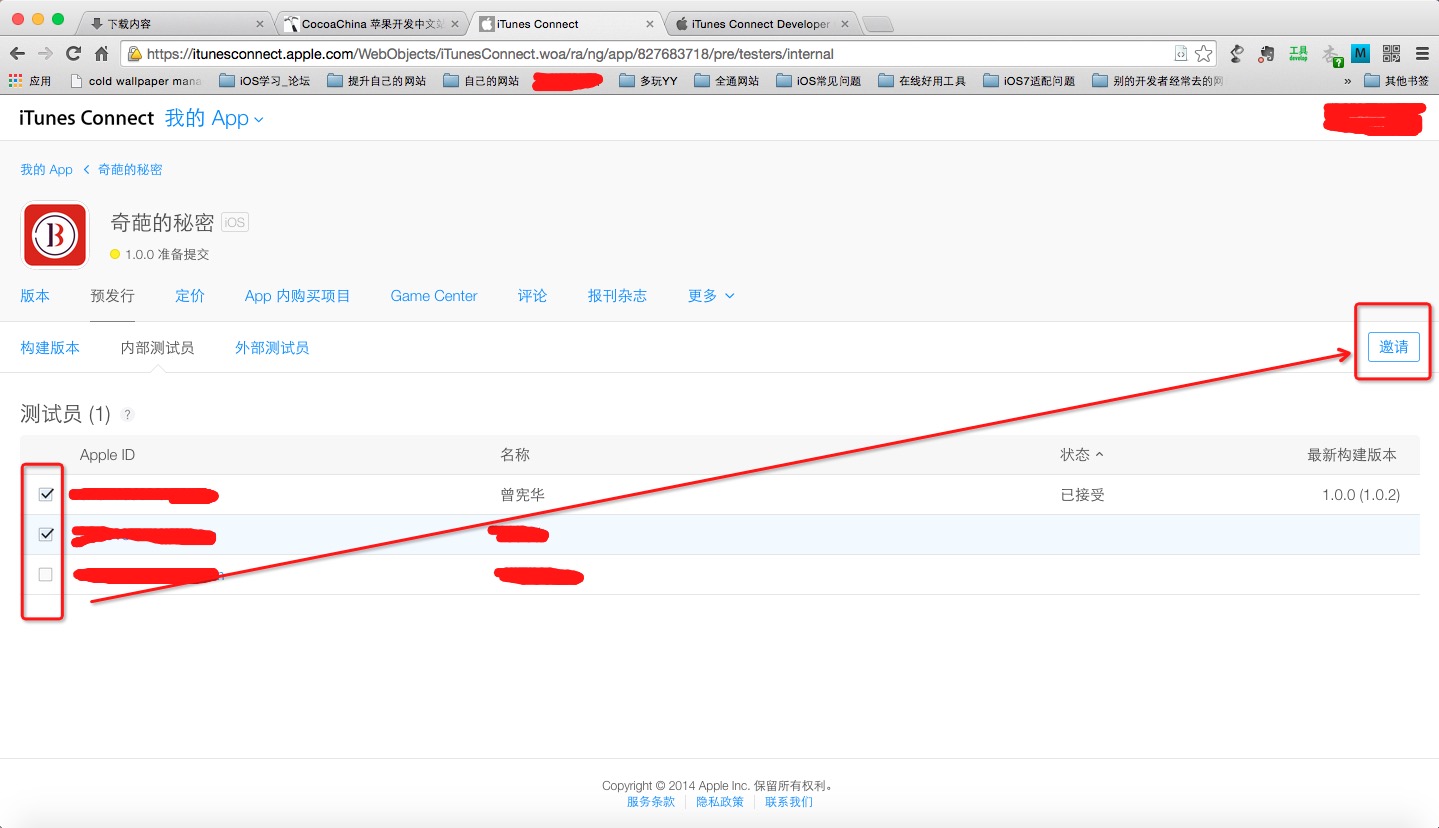 下载内容
CocoaChina 苹果开发中文站
iTunes Connect
iTunes Connect Developer
https://itunesconnect.apple.com/WebObjects/iTunesConnect.woa/ra/ng/app/827683718/pre/testers/internal
工具
develop
M
?
应用
cold wallpaper mana
iOS学习_论坛
提升自己的网站
自己的网站
多玩YY
全通网站
iOS常见问题
在线好用工具
iOS7适配问题
别的开发者经常去的网
»
其他书签
iTunes Connect 我的 App
我的 App
奇葩的秘密
B
奇葩的秘密 iOS
1.0.0 准备提交
版本
预发行
定价
App 内购买项目
Game Center
评论
报刊杂志
更多
构建版本
内部测试员
外部测试员
邀请
测试员 (1) ?
Apple ID
名称
状态
最新构建版本
曾宪华
已接受
1.0.0 (1.0.2)
Copyright © 2014 Apple Inc. 保留所有权利。
服务条款
隐私政策
联系我们